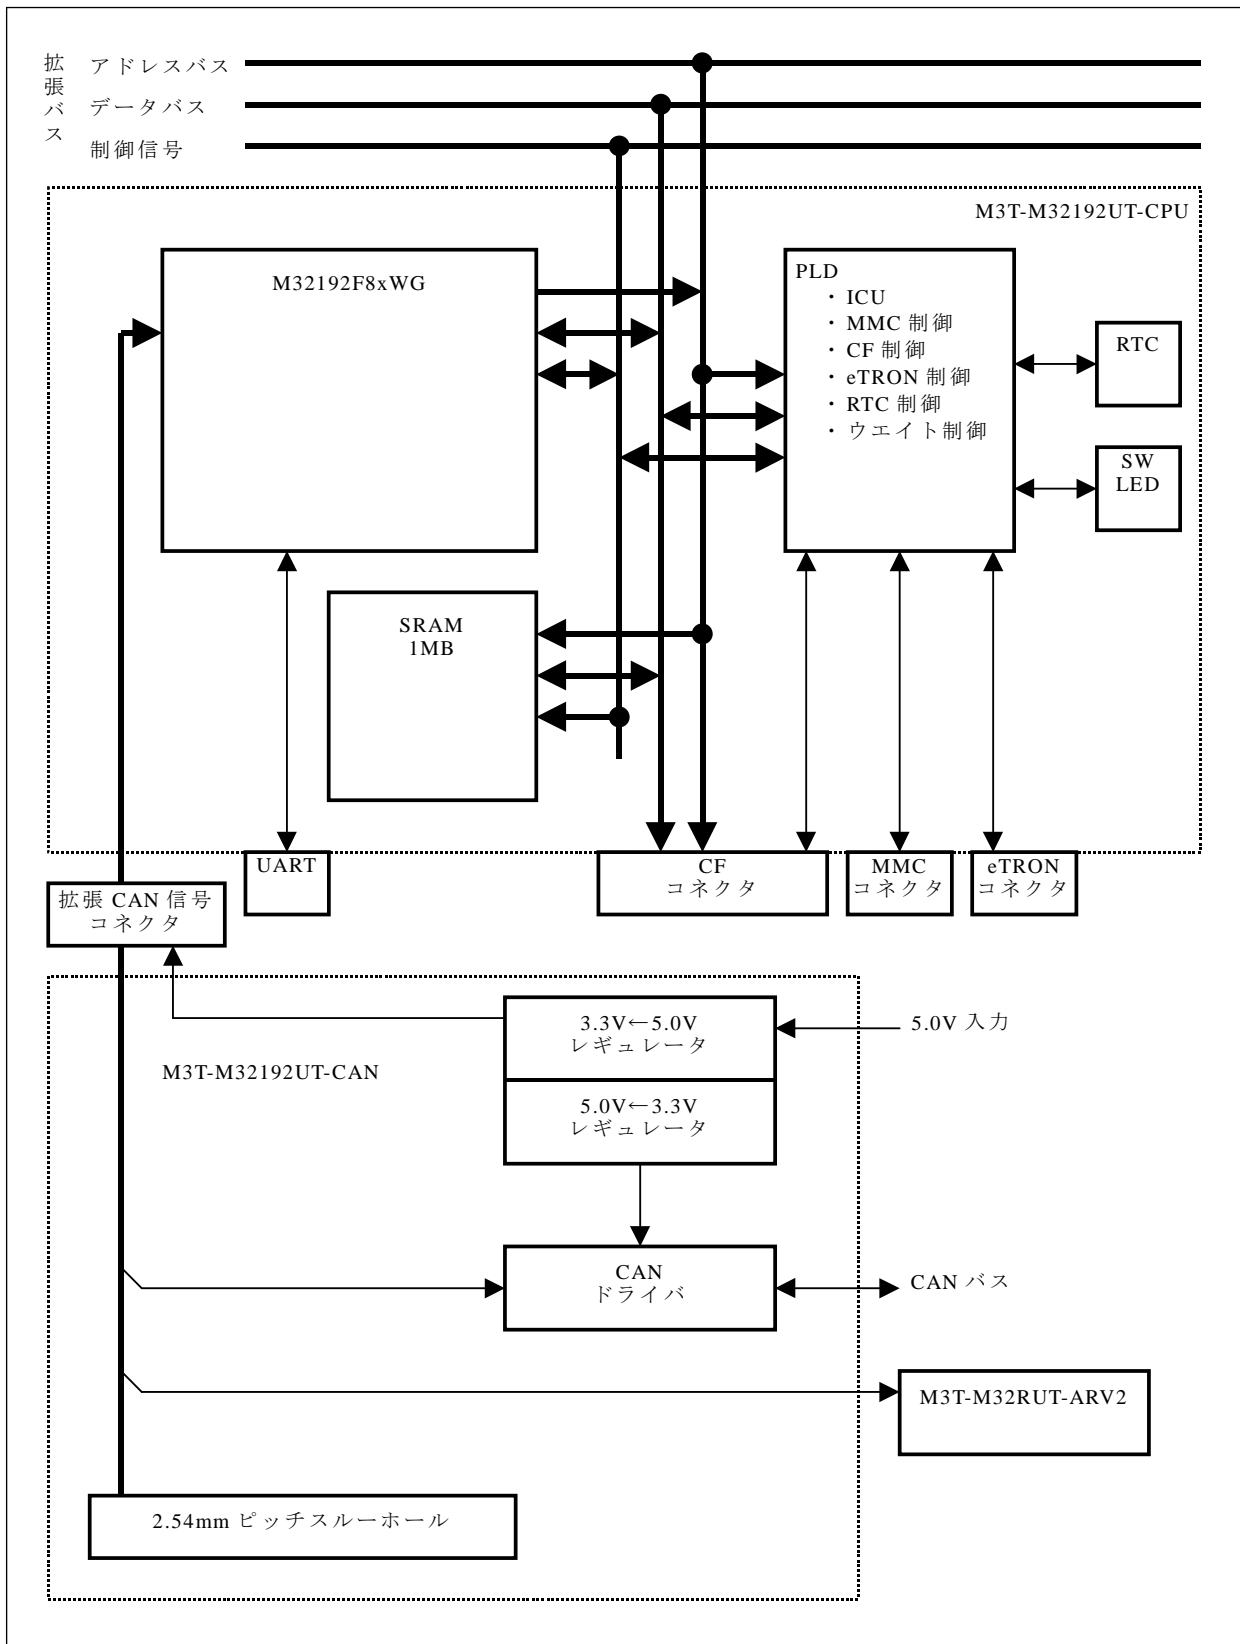 拡張バス
アドレスバス
データバス
制御信号
M3T-M32192UT-CPU
M32192F8xWG
PLD
・ ICU
・ MMC 制御
・ CF 制御
・ eTRON 制御
・ RTC 制御
・ ウエイト制御
RTC
SW
LED
SRAM
1MB
UART
CF
コネクタ
MMC
コネクタ
eTRON
コネクタ
拡張 CAN 信号
コネクタ
3.3V←5.0V
レギュレータ
5.0V 入力
M3T-M32192UT-CAN
5.0V←3.3V
レギュレータ
CAN
ドライバ
CAN バス
M3T-M32RUT-ARV2
2.54mm ピッチスルーホール